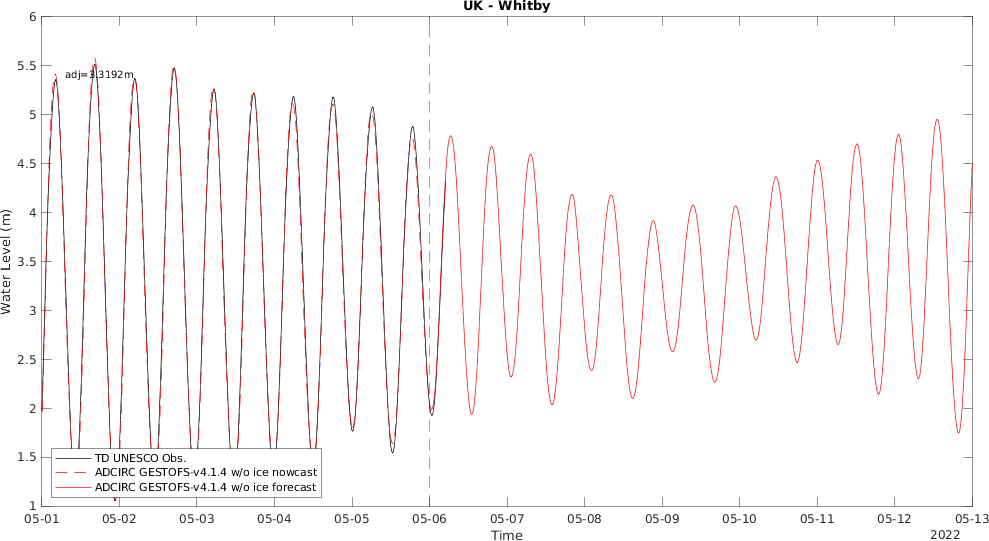 UK - Whitby
6
5.5
5
4.5
4
3.5
3
2.5
2
1.5
1
Water Level (m)
adj=3.3192m
TD UNESCO Obs.
ADCIRC GESTOFS-v4.1.4 w/o ice nowcast
ADCIRC GESTOFS-v4.1.4 w/o ice forecast
05-01 05-02 05-03 05-04 05-05 05-06 05-07 05-08 05-09 05-10 05-11 05-12 05-13
Time
2022